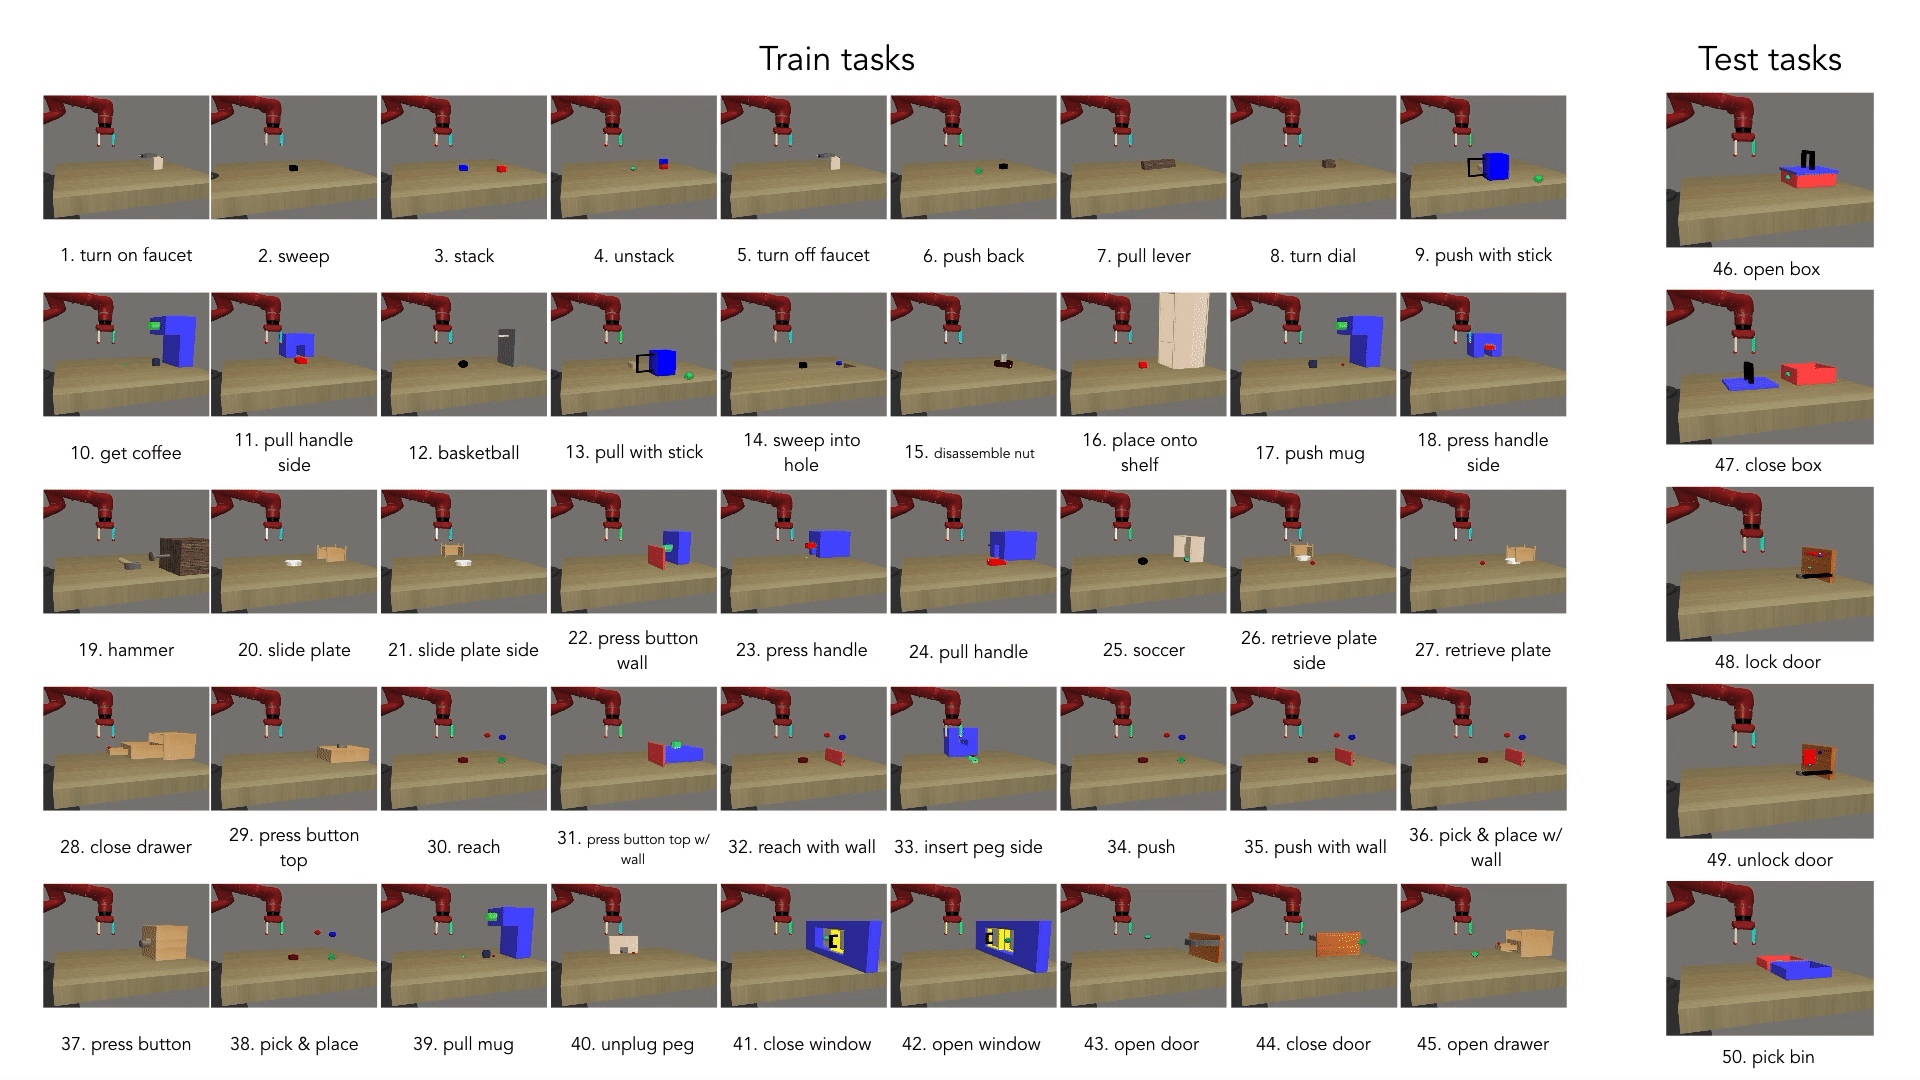 Train tasks
Test tasks
1. turn on faucet
2. sweep
3. stack
4. unstack
5. turn off faucet
6. push back
7. pull lever
8. turn dial
9. push with stick
46. open box
10. get coffee
11. pull handle
side
12. basketball
13. pull with stick
14. sweep into
hole
15. disassemble nut
16. place onto
shelf
17. push mug
18. press handle
side
47. close box
19. hammer
20. slide plate
21. slide plate side
22. press button
wall
23. press handle
24. pull handle
25. soccer
26. retrieve plate
side
27. retrieve plate
48. lock door
28. close drawer
29. press button
top
30. reach
31. press button top w/
wall
32. reach with wall
33. insert peg side
34. push
35. push with wall
36. pick & place w/
wall
49. unlock door
37. press button
38. pick & place
39. pull mug
40. unplug peg
41. close window
42. open window
43. open door
44. close door
45. open drawer
50. pick bin